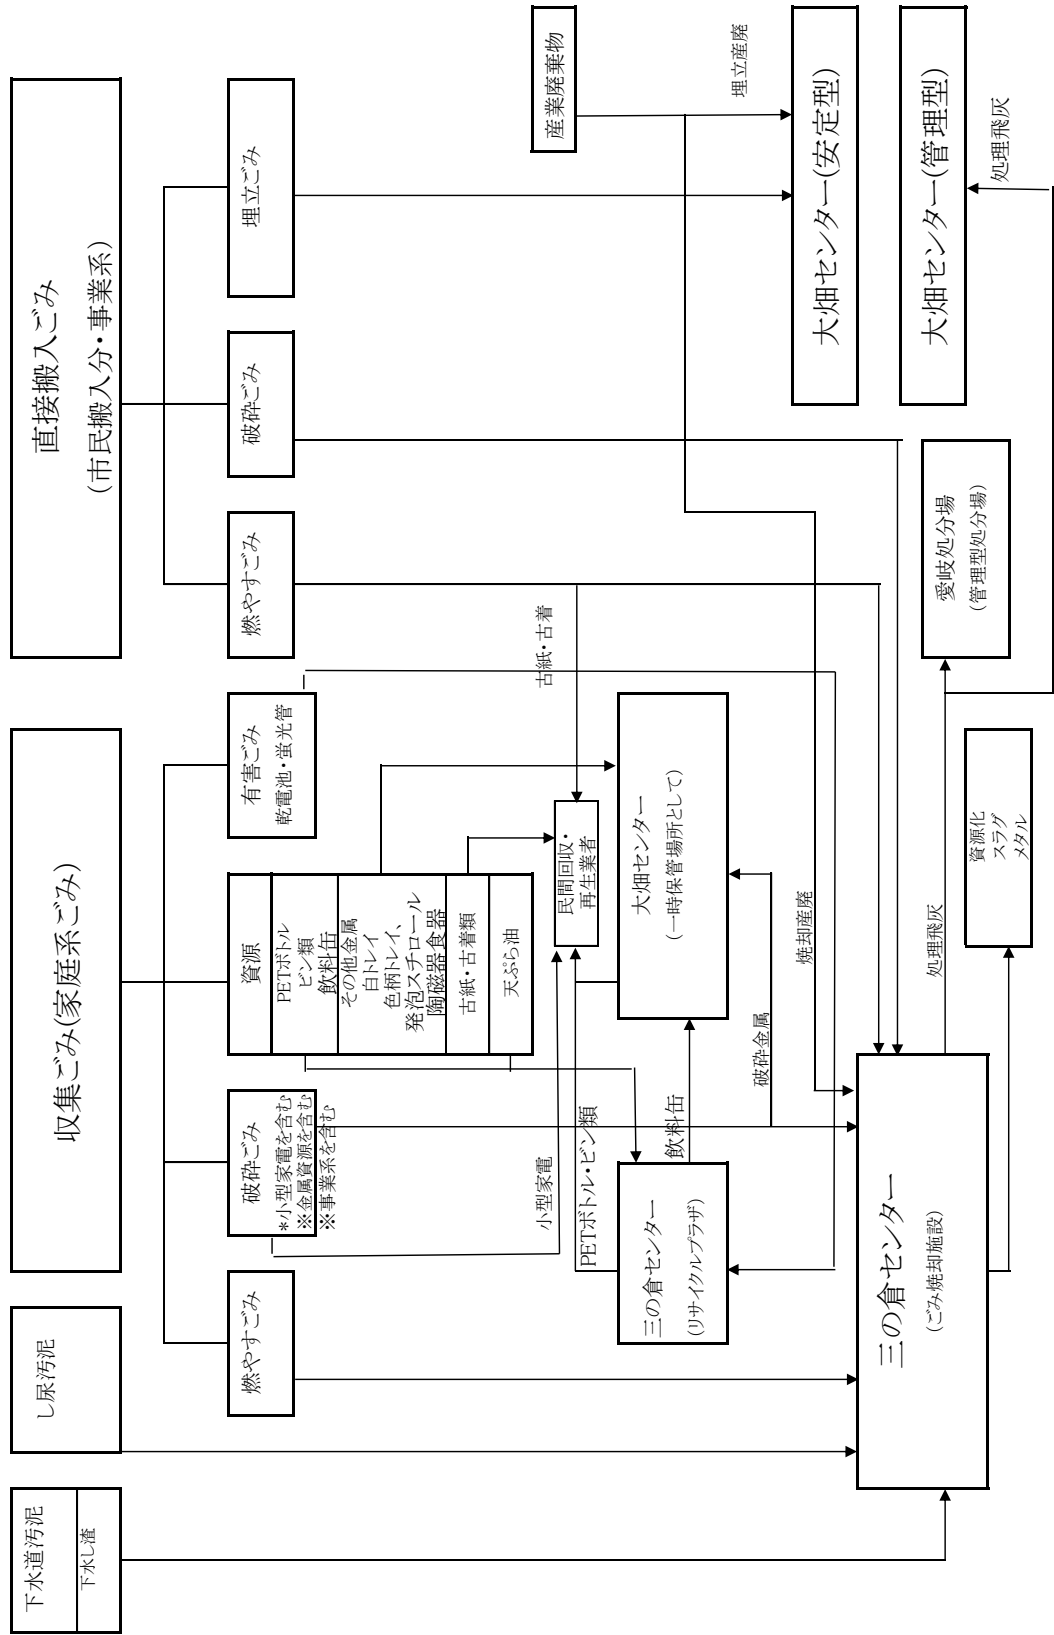 下水道汚泥
下水し渣
し尿汚泥
収集ごみ(家庭系ごみ)
直接搬入ごみ
(市民搬入分・事業系)
燃やすごみ
破砕ごみ
*小型家電を含む
※金属資源を含む
※事業系を含む
資源
PETボトル
ビン類
飲料缶
その他金属
白トレイ
色柄トレイ、
発泡スチロール
陶磁器食器
古紙・古着類
天ぷら油
有害ごみ
乾電池・蛍光管
燃やすごみ
破砕ごみ
埋立ごみ
産業廃棄物
小型家電
PETボトル・ビン類
民間回収・
再生業者
古紙・古着
三の倉センター
(リサイクルプラザ)
飲料缶
大畑センター
(一時保管場所として)
破砕金属
焼却産廃
埋立産廃
大畑センター(安定型)
大畑センター(管理型)
処理飛灰
三の倉センター
(ごみ焼却施設)
処理飛灰
愛岐処分場
(管理型処分場)
資源化
スラグ
メタル